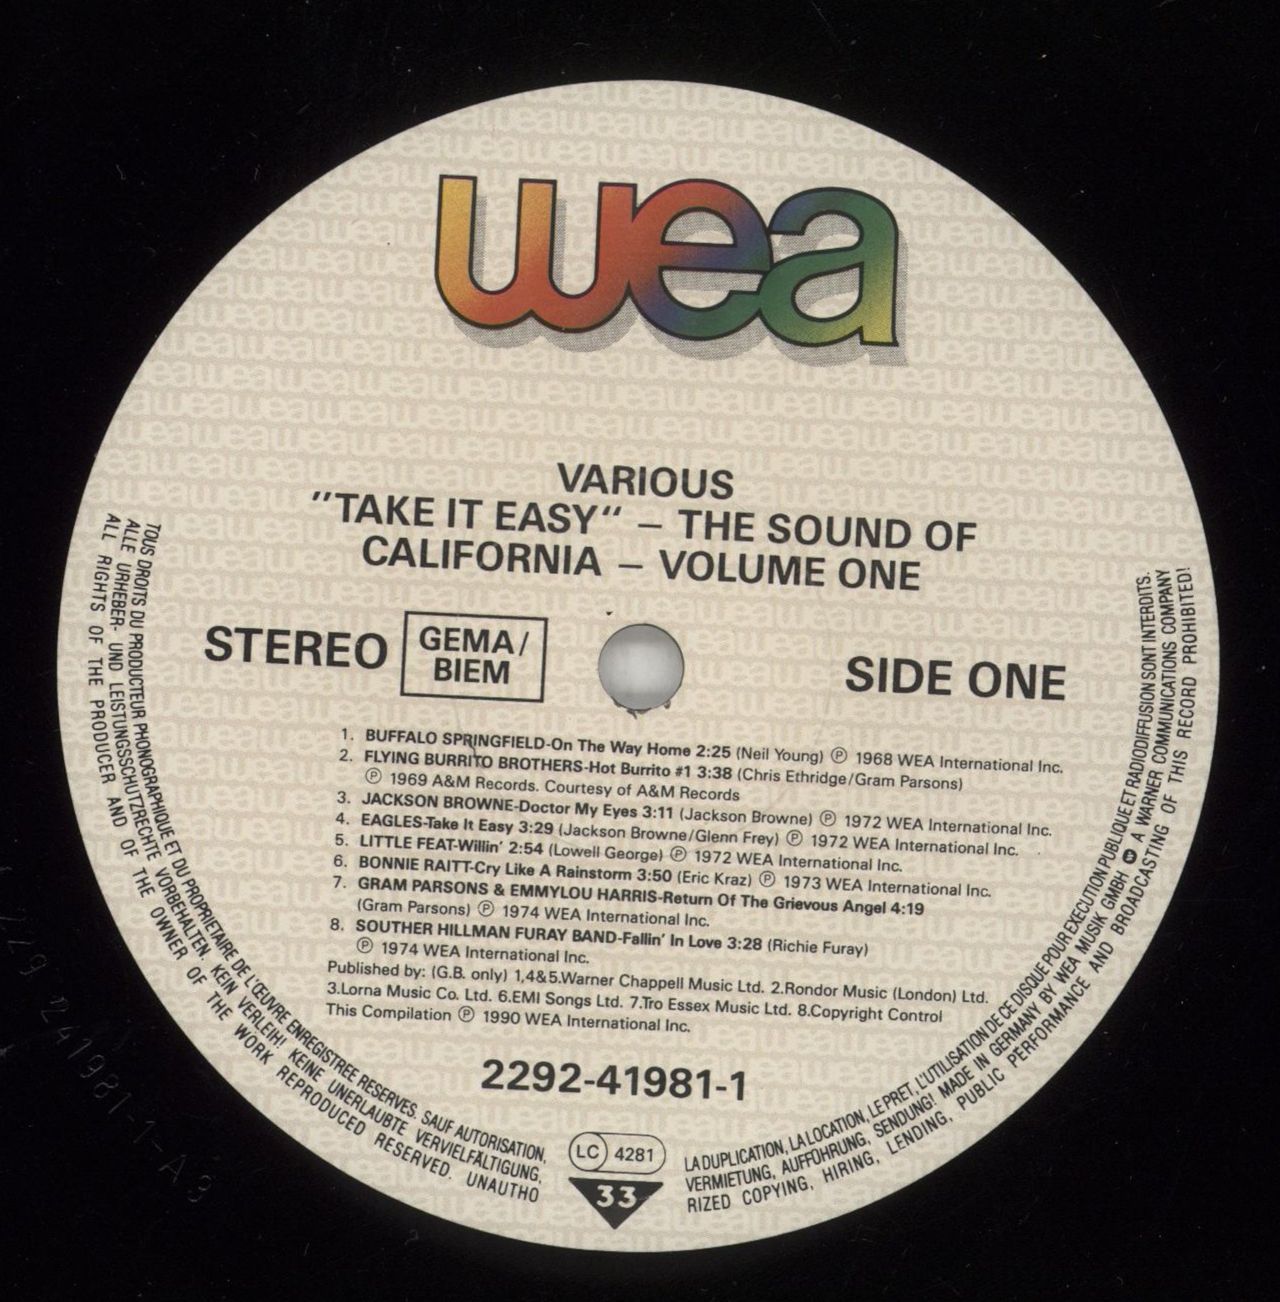 wea
VARIOUS
"TAKE IT EASY" – THE SOUND OF
CALIFORNIA – VOLUME ONE
STEREO
GEMA/
BIEM
SIDE ONE
1. BUFFALO SPRINGFIELD-On The Way Home 2:25 (Neil Young) ℗ 1968 WEA International Inc.
2. FLYING BURRITO BROTHERS-Hot Burrito #1 3:38 (Chris Ethridge/Gram Parsons)
℗ 1969 A&M Records. Courtesy of A&M Records
3. JACKSON BROWNE-Doctor My Eyes 3:11 (Jackson Browne) ℗ 1972 WEA International Inc.
4. EAGLES-Take It Easy 3:29 (Jackson Browne/Glenn Frey) ℗ 1972 WEA International Inc.
5. LITTLE FEAT-Willin' 2:54 (Lowell George) ℗ 1972 WEA International Inc.
6. BONNIE RAITT-Cry Like A Rainstorm 3:50 (Eric Kraz) ℗ 1973 WEA International Inc.
7. GRAM PARSONS & EMMYLOU HARRIS-Return Of The Grievous Angel 4:19
(Gram Parsons) ℗ 1974 WEA International Inc.
8. SOUTHER HILLMAN FURAY BAND-Fallin' In Love 3:28 (Richie Furay)
℗ 1974 WEA International Inc.
Published by: (G.B. only) 1,4&5.Warner Chappell Music Ltd. 2.Rondor Music (London) Ltd.
3.Lorna Music Co. Ltd. 6.EMI Songs Ltd. 7.Tro Essex Music Ltd. 8.Copyright Control
This Compilation ℗ 1990 WEA International Inc.
2292-41981-1
LC 4281
33
TOUS DROITS DU PRODUCTEUR PHONOGRAPHIQUE ET DU PROPRIETAIRE DE L'ŒUVRE ENREGISTREE RESERVES. SAUF AUTORISATION, LA DUPLICATION, LA LOCATION, LE PRET, L'UTILISATION DE CE DISQUE POUR EXECUTION PUBLIQUE ET RADIODIFFUSION SONT INTERDITS.
ALLE URHEBER- UND LEISTUNGSSCHUTZRECHTE VORBEHALTEN. KEIN VERLEIH! KEINE UNERLAUBTE VERVIELFÄLTIGUNG, VERMIETUNG, AUFFÜHRUNG, SENDUNG! MADE IN GERMANY BY WEA MUSIK GMBH A WARNER COMMUNICATIONS COMPANY
ALL RIGHTS OF THE PRODUCER AND OF THE OWNER OF THE WORK REPRODUCED RESERVED. UNAUTHORIZED COPYING, HIRING, LENDING, PUBLIC PERFORMANCE AND BROADCASTING OF THIS RECORD PROHIBITED!
241981-1-A3